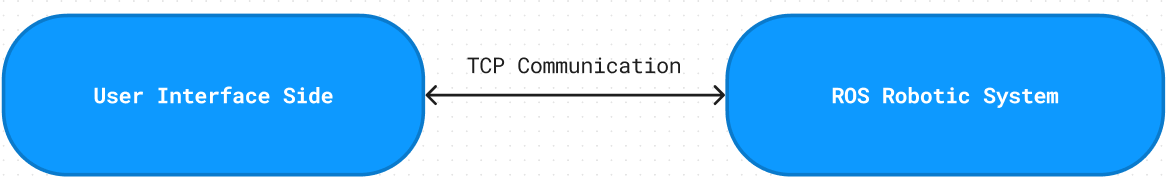 TCP Communication
User Interface Side
ROS Robotic System